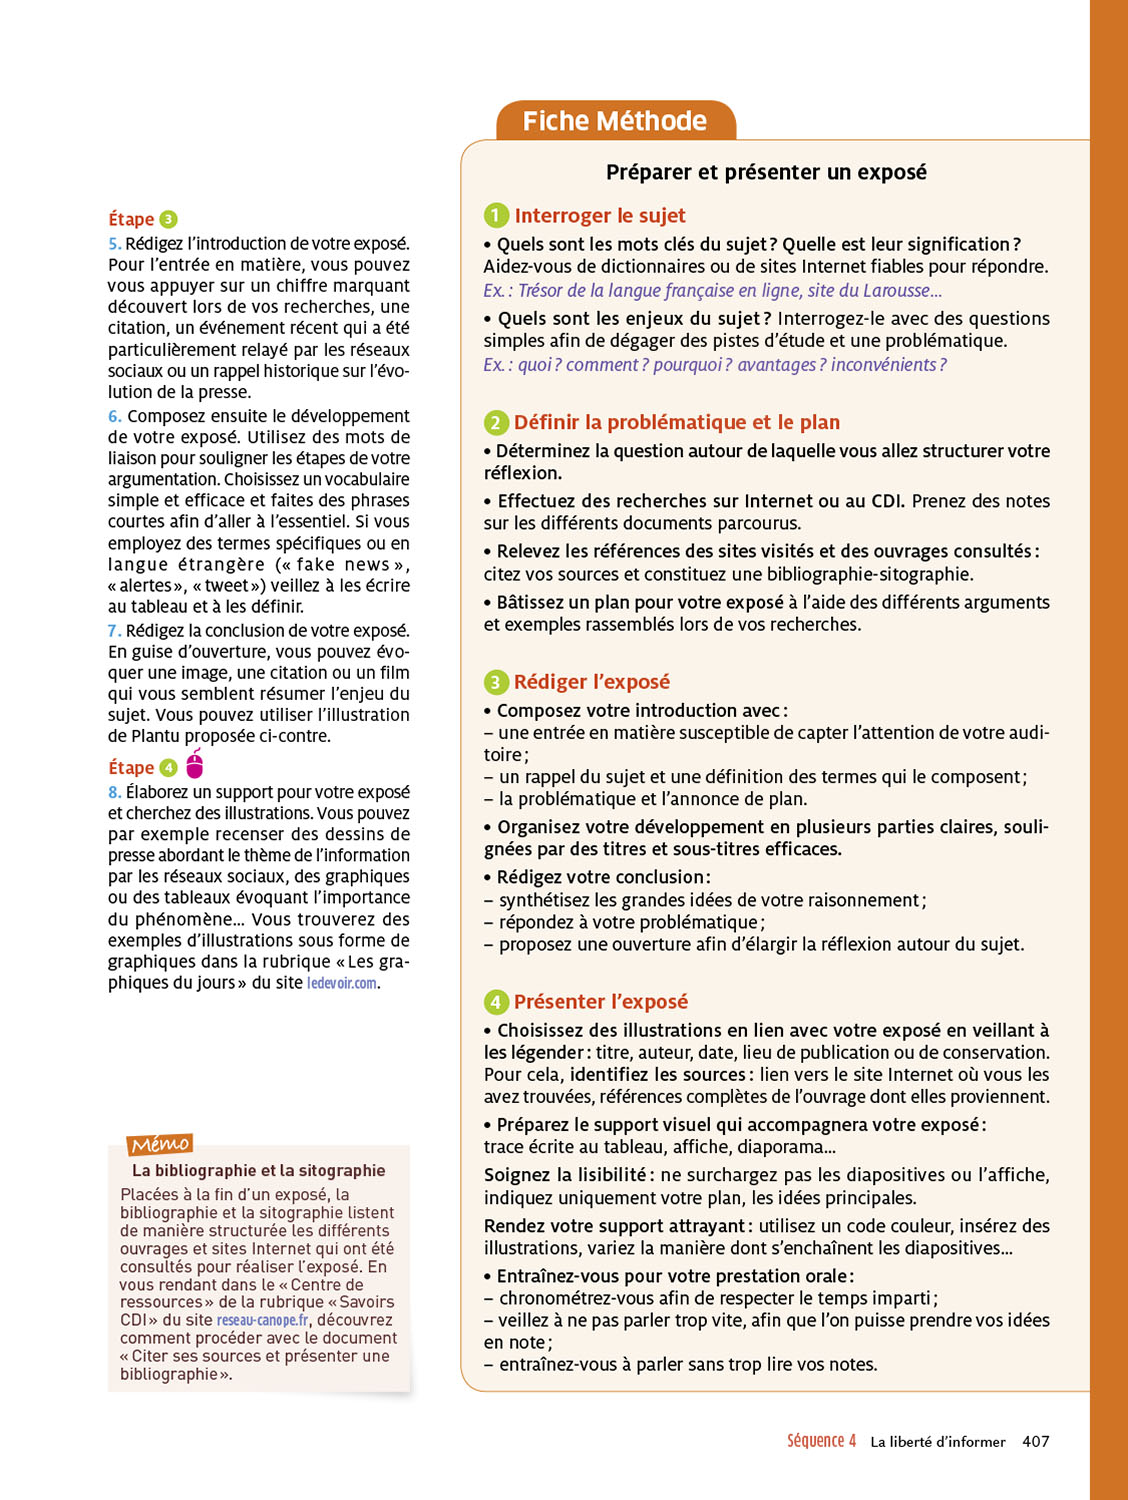 Étape 3
5. Rédigez l'introduction de votre exposé.
Pour l'entrée en matière, vous pouvez
vous appuyer sur un chiffre marquant
découvert lors de vos recherches, une
citation, un événement récent qui a été
particulièrement relayé par les réseaux
sociaux ou un rappel historique sur l'évo-
lution de la presse.
6. Composez ensuite le développement
de votre exposé. Utilisez des mots de
liaison pour souligner les étapes de votre
argumentation. Choisissez un vocabulaire
simple et efficace et faites des phrases
courtes afin d'aller à l'essentiel. Si vous
employez des termes spécifiques ou en
langue étrangère (« fake news »,
« alertes », « tweet ») veillez à les écrire
au tableau et à les définir.
7. Rédigez la conclusion de votre exposé.
En guise d'ouverture, vous pouvez évo-
quer une image, une citation ou un film
qui vous semblent résumer l'enjeu du
sujet. Vous pouvez utiliser l'illustration
de Plantu proposée ci-contre.
Étape 4
8. Élaborez un support pour votre exposé
et cherchez des illustrations. Vous pouvez
par exemple recenser des dessins de
presse abordant le thème de l'information
par les réseaux sociaux, des graphiques
ou des tableaux évoquant l'importance
du phénomène... Vous trouverez des
exemples d'illustrations sous forme de
graphiques dans la rubrique « Les gra-
phiques du jours » du site ledevoir.com.
Mémo
La bibliographie et la sitographie
Placées à la fin d'un exposé, la
bibliographie et la sitographie listent
de manière structurée les différents
ouvrages et sites Internet qui ont été
consultés pour réaliser l'exposé. En
vous rendant dans le « Centre de
ressources » de la rubrique « Savoirs
CDI » du site reseau-canope.fr, découvrez
comment procéder avec le document
« Citer ses sources et présenter une
bibliographie ».
Fiche Méthode
Préparer et présenter un exposé
1 Interroger le sujet
• Quels sont les mots clés du sujet ? Quelle est leur signification ?
Aidez-vous de dictionnaires ou de sites Internet fiables pour répondre.
Ex. : Trésor de la langue française en ligne, site du Larousse...
• Quels sont les enjeux du sujet ? Interrogez-le avec des questions
simples afin de dégager des pistes d'étude et une problématique.
Ex. : quoi ? comment ? pourquoi ? avantages ? inconvénients ?
2 Définir la problématique et le plan
• Déterminez la question autour de laquelle vous allez structurer votre
réflexion.
• Effectuez des recherches sur Internet ou au CDI. Prenez des notes
sur les différents documents parcourus.
• Relevez les références des sites visités et des ouvrages consultés :
citez vos sources et constituez une bibliographie-sitographie.
• Bâtissez un plan pour votre exposé à l'aide des différents arguments
et exemples rassemblés lors de vos recherches.
3 Rédiger l'exposé
• Composez votre introduction avec :
– une entrée en matière susceptible de capter l'attention de votre audi-
toire ;
– un rappel du sujet et une définition des termes qui le composent ;
– la problématique et l'annonce de plan.
• Organisez votre développement en plusieurs parties claires, souli-
gnées par des titres et sous-titres efficaces.
• Rédigez votre conclusion :
– synthétisez les grandes idées de votre raisonnement ;
– répondez à votre problématique ;
– proposez une ouverture afin d'élargir la réflexion autour du sujet.
4 Présenter l'exposé
• Choisissez des illustrations en lien avec votre exposé en veillant à
les légender : titre, auteur, date, lieu de publication ou de conservation.
Pour cela, identifiez les sources : lien vers le site Internet où vous les
avez trouvées, références complètes de l'ouvrage dont elles proviennent.
• Préparez le support visuel qui accompagnera votre exposé :
trace écrite au tableau, affiche, diaporama...
Soignez la lisibilité : ne surchargez pas les diapositives ou l'affiche,
indiquez uniquement votre plan, les idées principales.
Rendez votre support attrayant : utilisez un code couleur, insérez des
illustrations, variez la manière dont s'enchaînent les diapositives...
• Entraînez-vous pour votre prestation orale :
– chronométrez-vous afin de respecter le temps imparti ;
– veillez à ne pas parler trop vite, afin que l'on puisse prendre vos idées
en note ;
– entraînez-vous à parler sans trop lire vos notes.
Séquence 4 La liberté d'informer 407